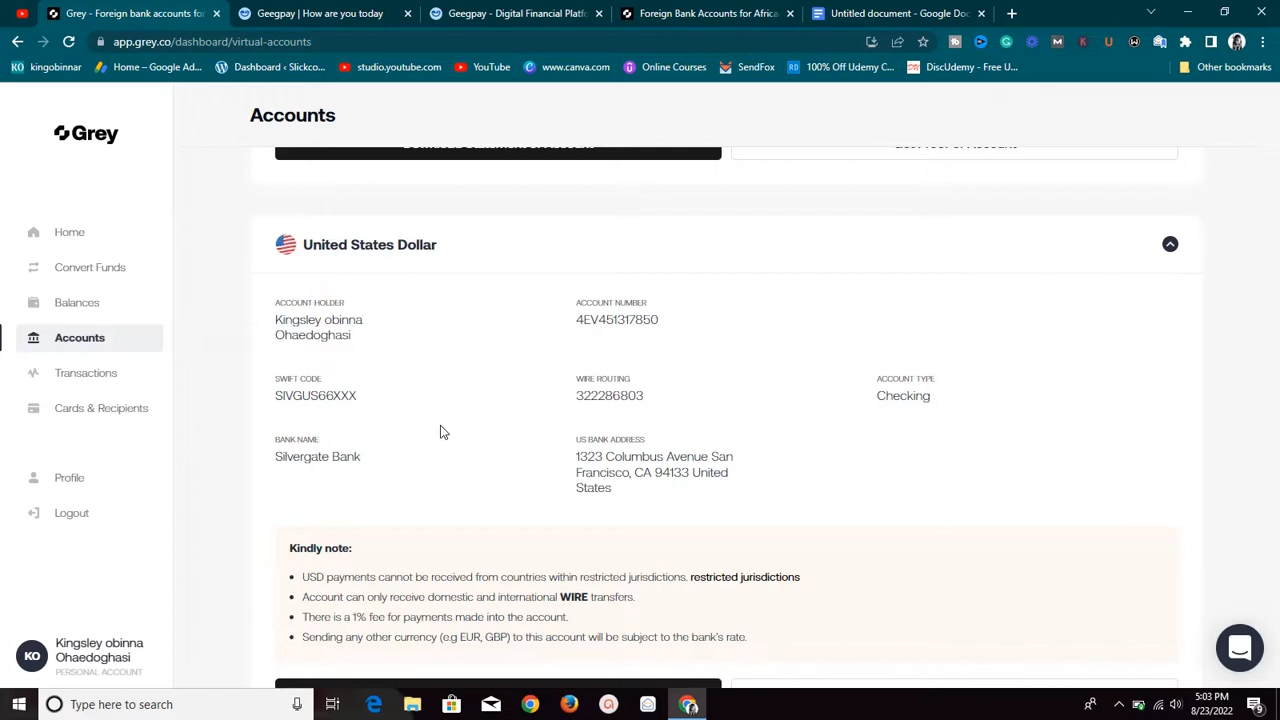 Grey - Foreign bank accounts for
Geegpay | How are you today
Geegpay - Digital Financial Platf
Foreign Bank Accounts for Africa
Untitled document - Google Doc
app.grey.co/dashboard/virtual-accounts
KO kingobinnar
Home – Google Ad...
Dashboard ‹ Slickco...
studio.youtube.com
YouTube
www.canva.com
Online Courses
SendFox
RD 100% Off Udemy C...
DiscUdemy - Free U...
Other bookmarks
Grey
Accounts
Home
Convert Funds
Balances
Accounts
Transactions
Cards & Recipients
Profile
Logout
United States Dollar
ACCOUNT HOLDER
Kingsley obinna
Ohaedoghasi
ACCOUNT NUMBER
4EV451317850
SWIFT CODE
SIVGUS66XXX
WIRE ROUTING
322286803
ACCOUNT TYPE
Checking
BANK NAME
Silvergate Bank
US BANK ADDRESS
1323 Columbus Avenue San
Francisco, CA 94133 United
States
Kindly note:
USD payments cannot be received from countries within restricted jurisdictions. restricted jurisdictions
Account can only receive domestic and international WIRE transfers.
There is a 1% fee for payments made into the account.
Sending any other currency (e.g EUR, GBP) to this account will be subject to the bank's rate.
KO
Kingsley obinna
Ohaedoghasi
PERSONAL ACCOUNT
Type here to search
5:03 PM
8/23/2022